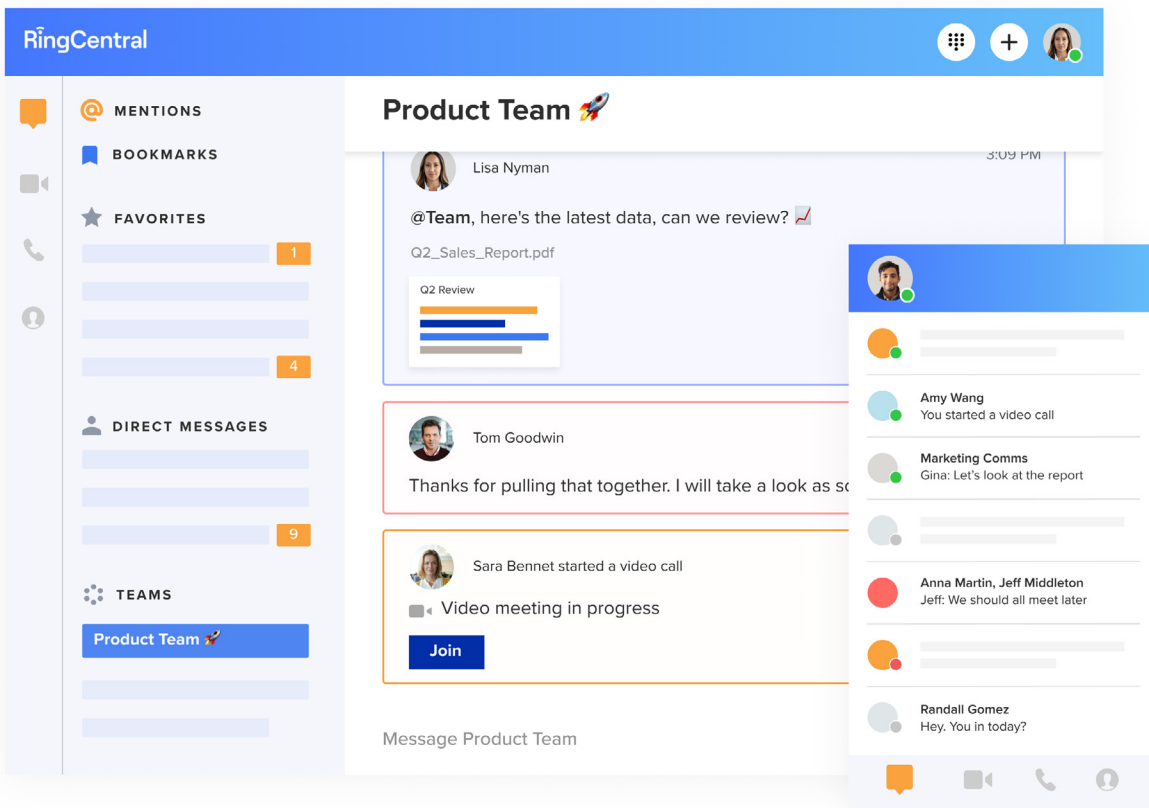 RingCentral
MENTIONS
BOOKMARKS
FAVORITES
1
4
DIRECT MESSAGES
9
TEAMS
Product Team 🚀
Product Team 🚀
Lisa Nyman
3:09 PM
@Team, here's the latest data, can we review? 📈
Q2_Sales_Report.pdf
Q2 Review
Tom Goodwin
Thanks for pulling that together. I will take a look as so
Sara Bennet started a video call
Video meeting in progress
Join
Message Product Team
Amy Wang
You started a video call
Marketing Comms
Gina: Let's look at the report
Anna Martin, Jeff Middleton
Jeff: We should all meet later
Randall Gomez
Hey. You in today?